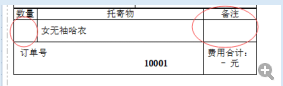 数量 托寄物 备注
女无袖哈衣
订单号 费用合计：
10001 - 元